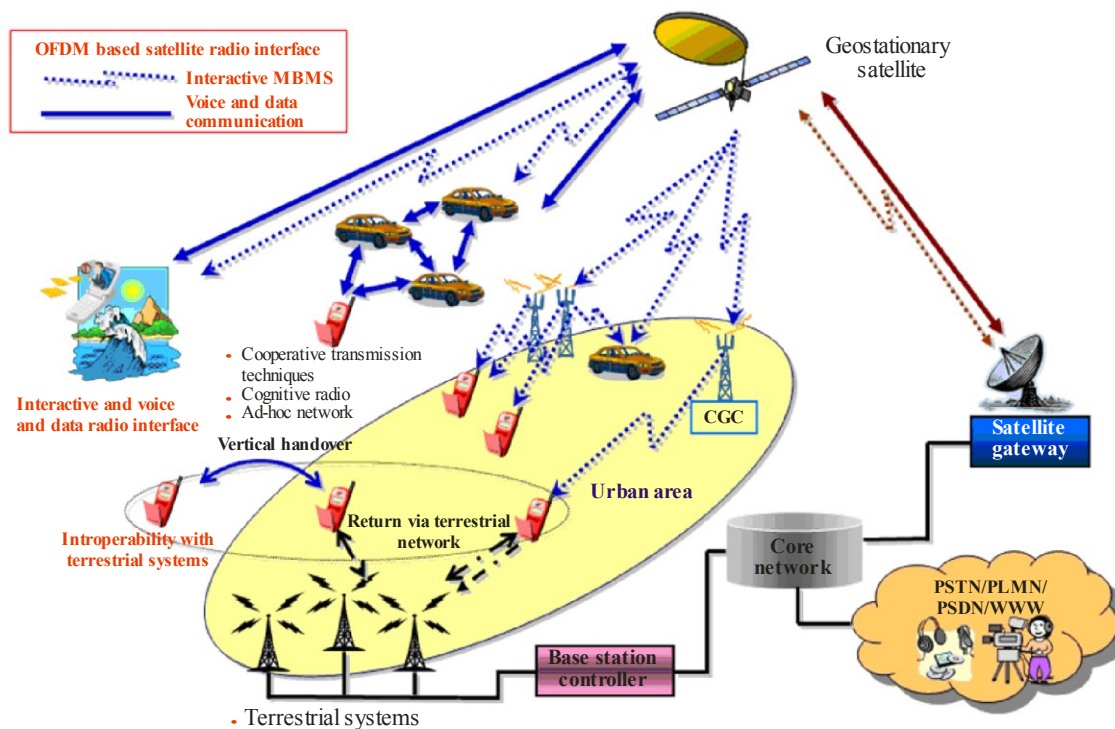 OFDM based satellite radio interface
Interactive MBMS
Voice and data
communication
Geostationary
satellite
• Cooperative transmission
techniques
• Cognitive radio
• Ad-hoc network
Interactive and voice
and data radio interface
Vertical handover
CGC
Satellite
gateway
Urban area
Introperability with
terrestrial systems
Return via terrestrial
network
Core
network
PSTN/PLMN/
PSDN/WWW
Base station
controller
• Terrestrial systems